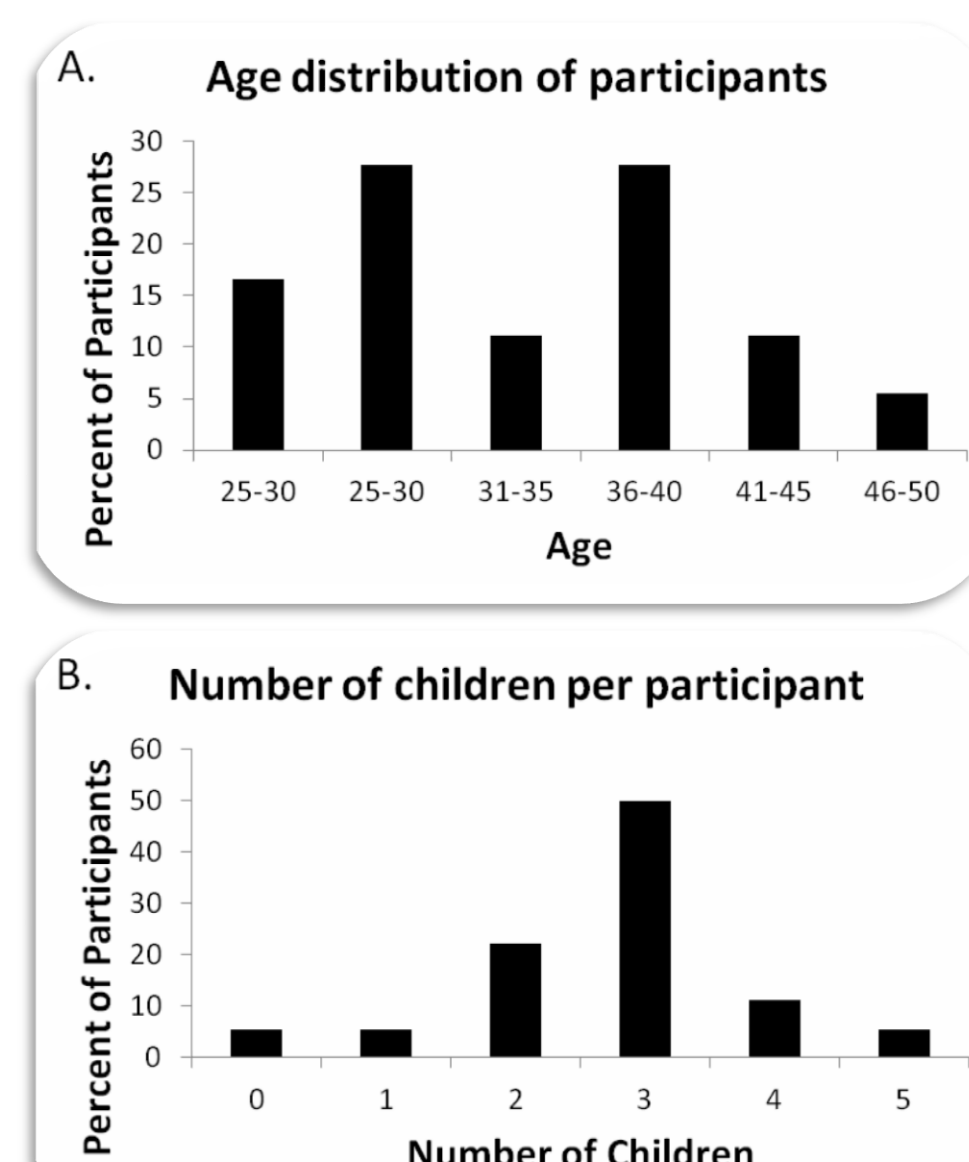 A.
Age distribution of participants
Percent of Participants
30
25
20
15
10
5
0
25-30 25-30 31-35 36-40 41-45 46-50
Age
B.
Number of children per participant
Percent of Participants
60
50
40
30
20
10
0
0 1 2 3 4 5
Number of Children